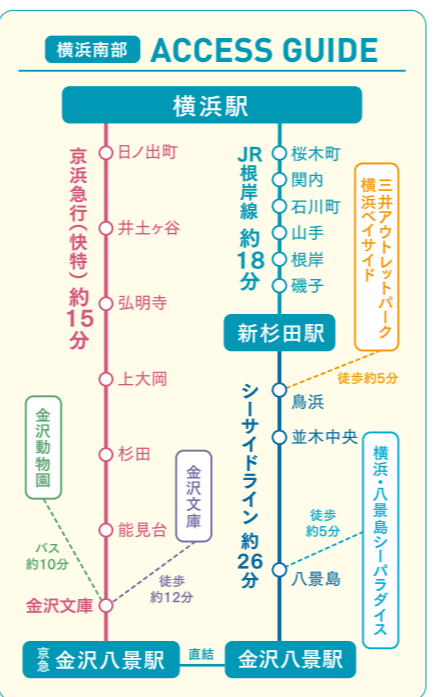 横浜南部 ACCESS GUIDE
横浜駅
京浜急行(快特)約15分
日ノ出町
井土ヶ谷
弘明寺
上大岡
杉田
能見台
金沢文庫
金沢動物園
バス
約10分
金沢文庫
徒歩
約12分
京急 金沢八景駅
直結
JR根岸線 約18分
桜木町
関内
石川町
山手
根岸
磯子
新杉田駅
シーサイドライン 約26分
鳥浜
並木中央
八景島
三井アウトレットパーク
横浜ベイサイド
徒歩約5分
横浜・八景島シーパラダイス
徒歩
約5分
金沢八景駅